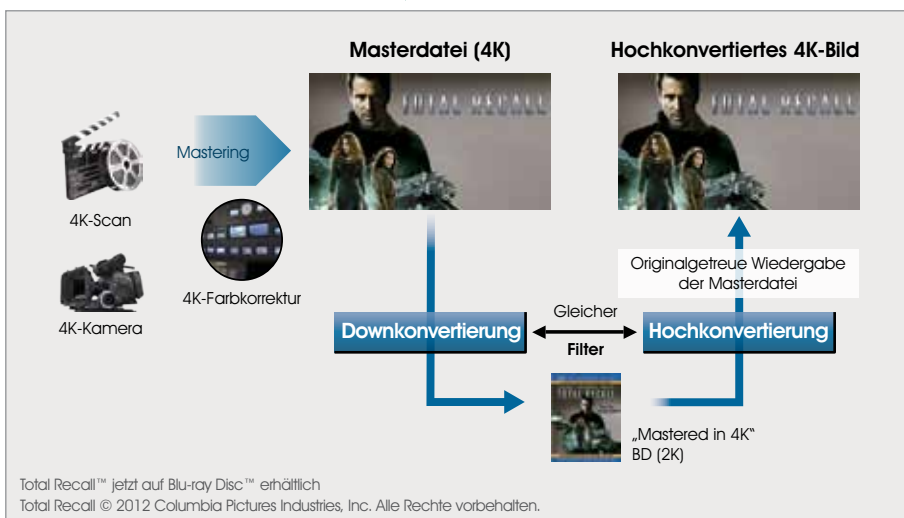 Masterdatei (4K)
Hochkonvertiertes 4K-Bild
TOTAL RECALL
TOTAL RECALL
Mastering
4K-Scan
4K-Farbkorrektur
4K-Kamera
Originalgetreue Wiedergabe
der Masterdatei
Downkonvertierung
Gleicher
Filter
Hochkonvertierung
TOTAL RECALL
„Mastered in 4K“
BD (2K)
Total Recall™ jetzt auf Blu-ray Disc™ erhältlich
Total Recall © 2012 Columbia Pictures Industries, Inc. Alle Rechte vorbehalten.